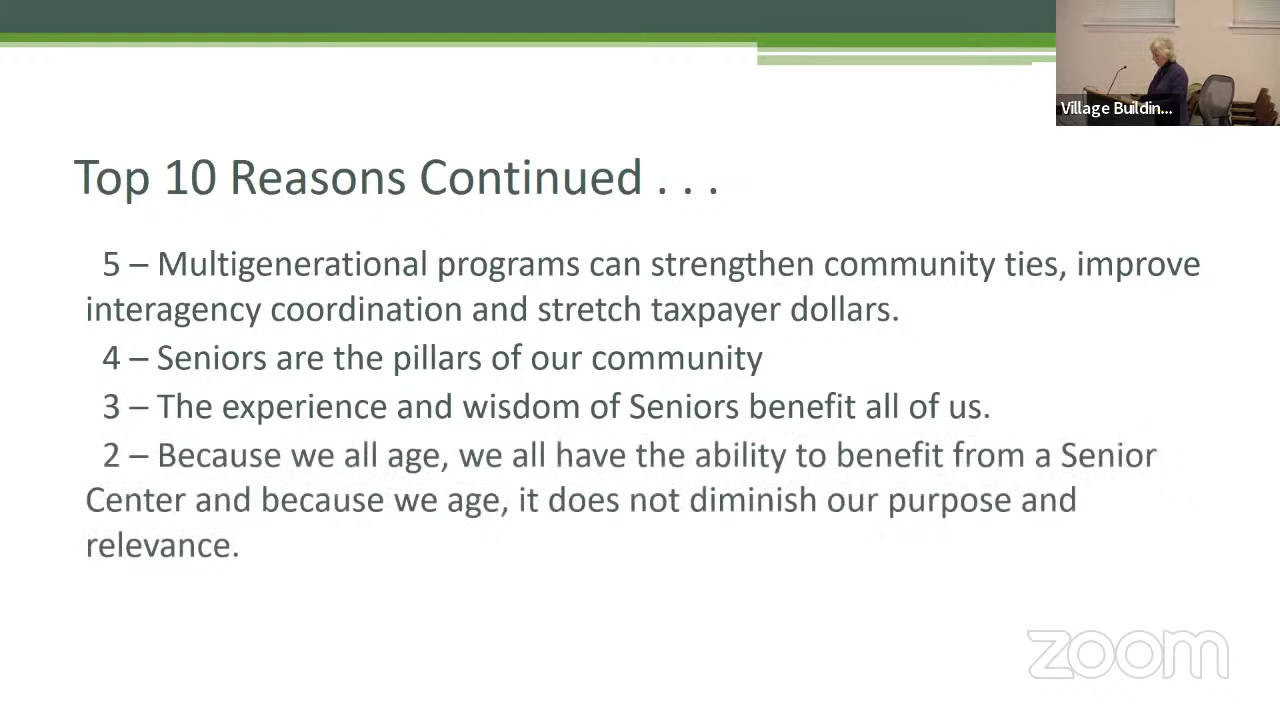 Village Buildin...
Top 10 Reasons Continued . . .
5 – Multigenerational programs can strengthen community ties, improve
interagency coordination and stretch taxpayer dollars.
4 – Seniors are the pillars of our community
3 – The experience and wisdom of Seniors benefit all of us.
2 – Because we all age, we all have the ability to benefit from a Senior
Center and because we age, it does not diminish our purpose and
relevance.
zoom